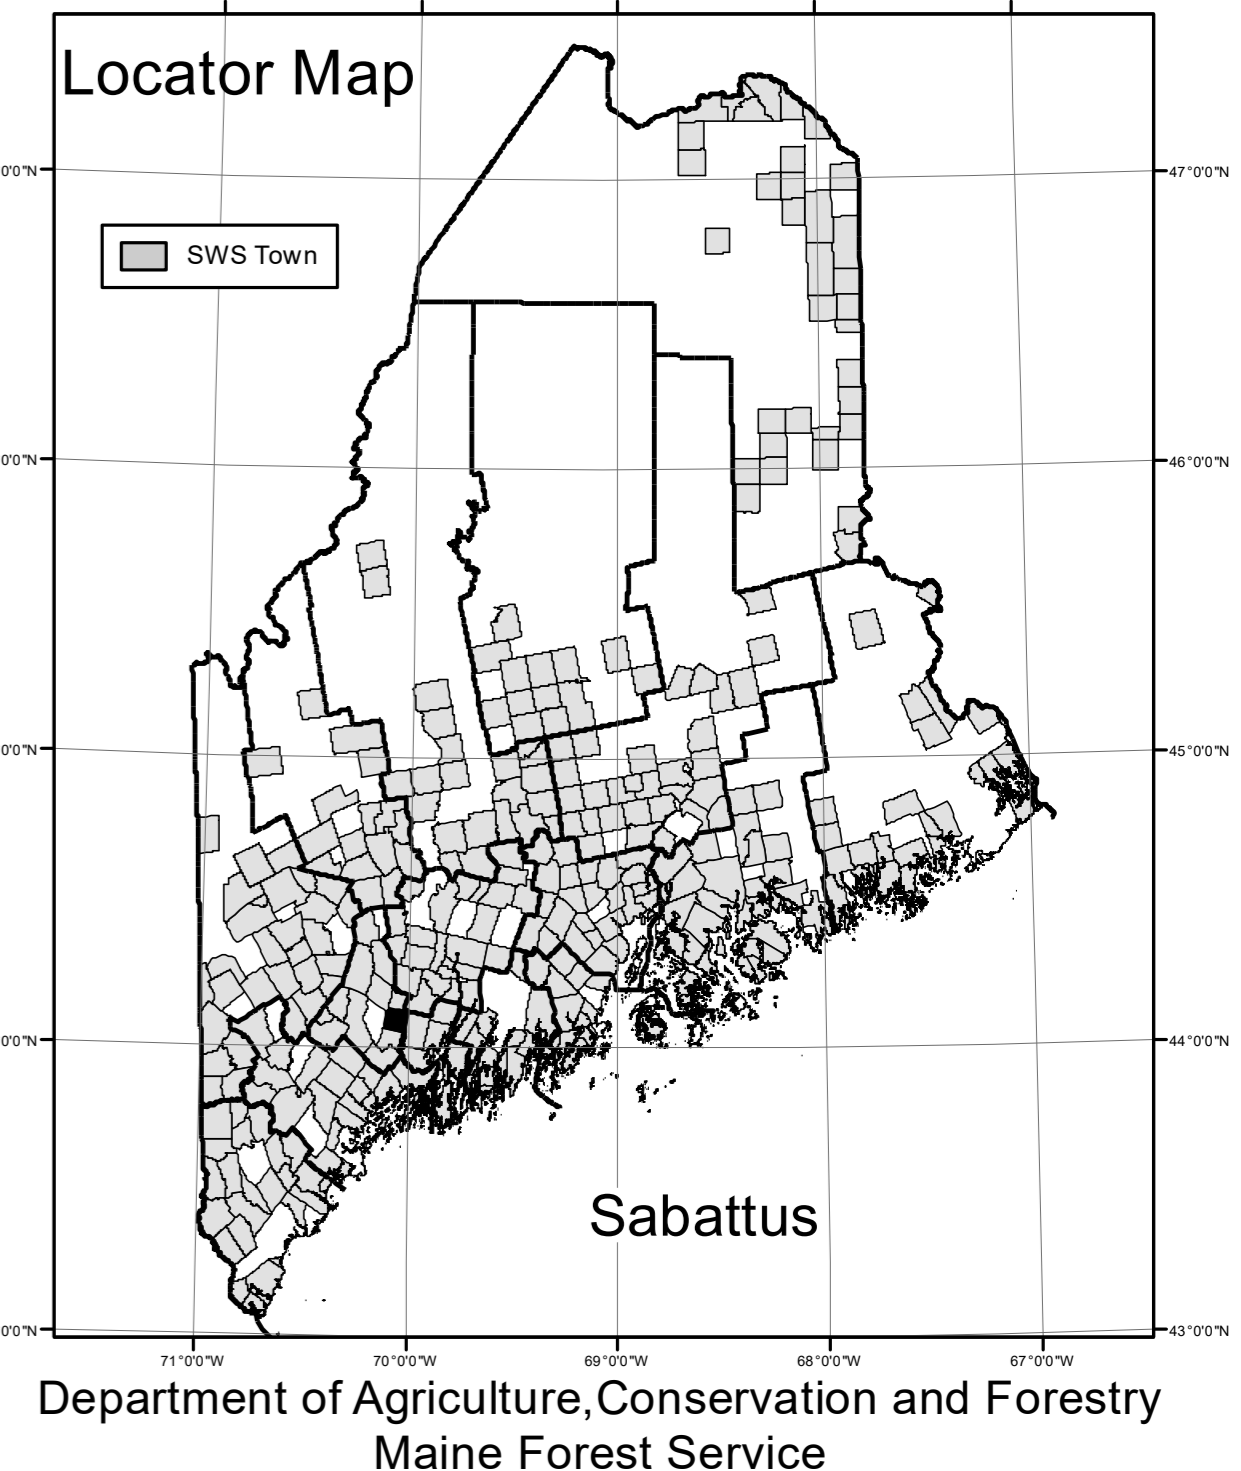 Locator Map
0'0"N
47°0'0"N
SWS Town
0'0"N
46°0'0"N
0'0"N
45°0'0"N
0'0"N
44°0'0"N
Sabattus
0'0"N
43°0'0"N
71°0'0"W
70°0'0"W
69°0'0"W
68°0'0"W
67°0'0"W
Department of Agriculture,Conservation and Forestry
Maine Forest Service